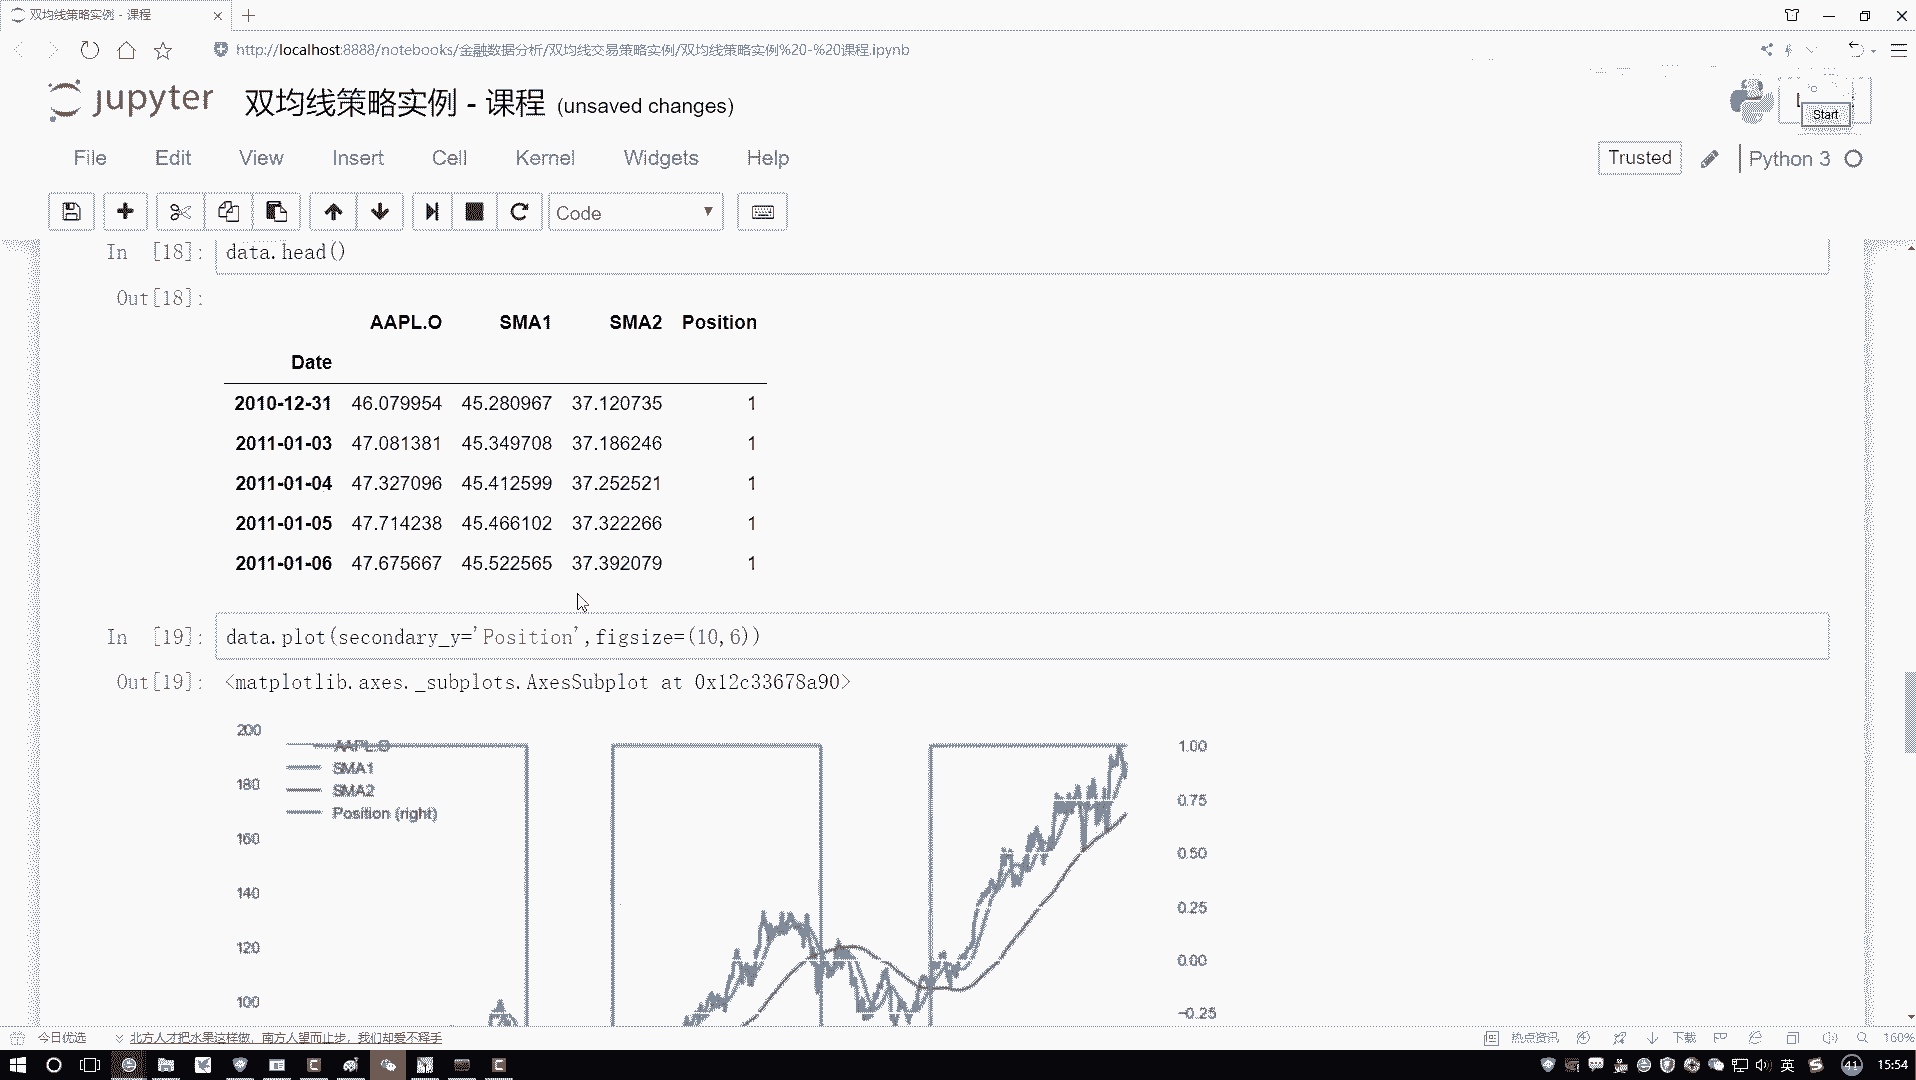 双均线策略实例 - 课程
http://localhost:8888/notebooks/金融数据分析/双均线交易策略实例/双均线策略实例%20-%20课程.ipynb
jupyter 双均线策略实例 - 课程 (unsaved changes)
Start
File Edit View Insert Cell Kernel Widgets Help
Trusted Python 3
Code
In [18]: data.head()
Out[18]:
AAPL.O SMA1 SMA2 Position
Date
2010-12-31 46.079954 45.280967 37.120735 1
2011-01-03 47.081381 45.349708 37.186246 1
2011-01-04 47.327096 45.412599 37.252521 1
2011-01-05 47.714238 45.466102 37.322266 1
2011-01-06 47.675667 45.522565 37.392079 1
In [19]: data.plot(secondary_y='Position',figsize=(10,6))
Out[19]: <matplotlib.axes._subplots.AxesSubplot at 0x12c33678a90>
200
180
160
140
120
100
AAPL.O
SMA1
SMA2
Position (right)
1.00
0.75
0.50
0.25
0.00
-0.25
今日优选 北方人才把水果这样做，南方人望而止步，我们却爱不释手 热点资讯 下载 160%
英 41 15:54